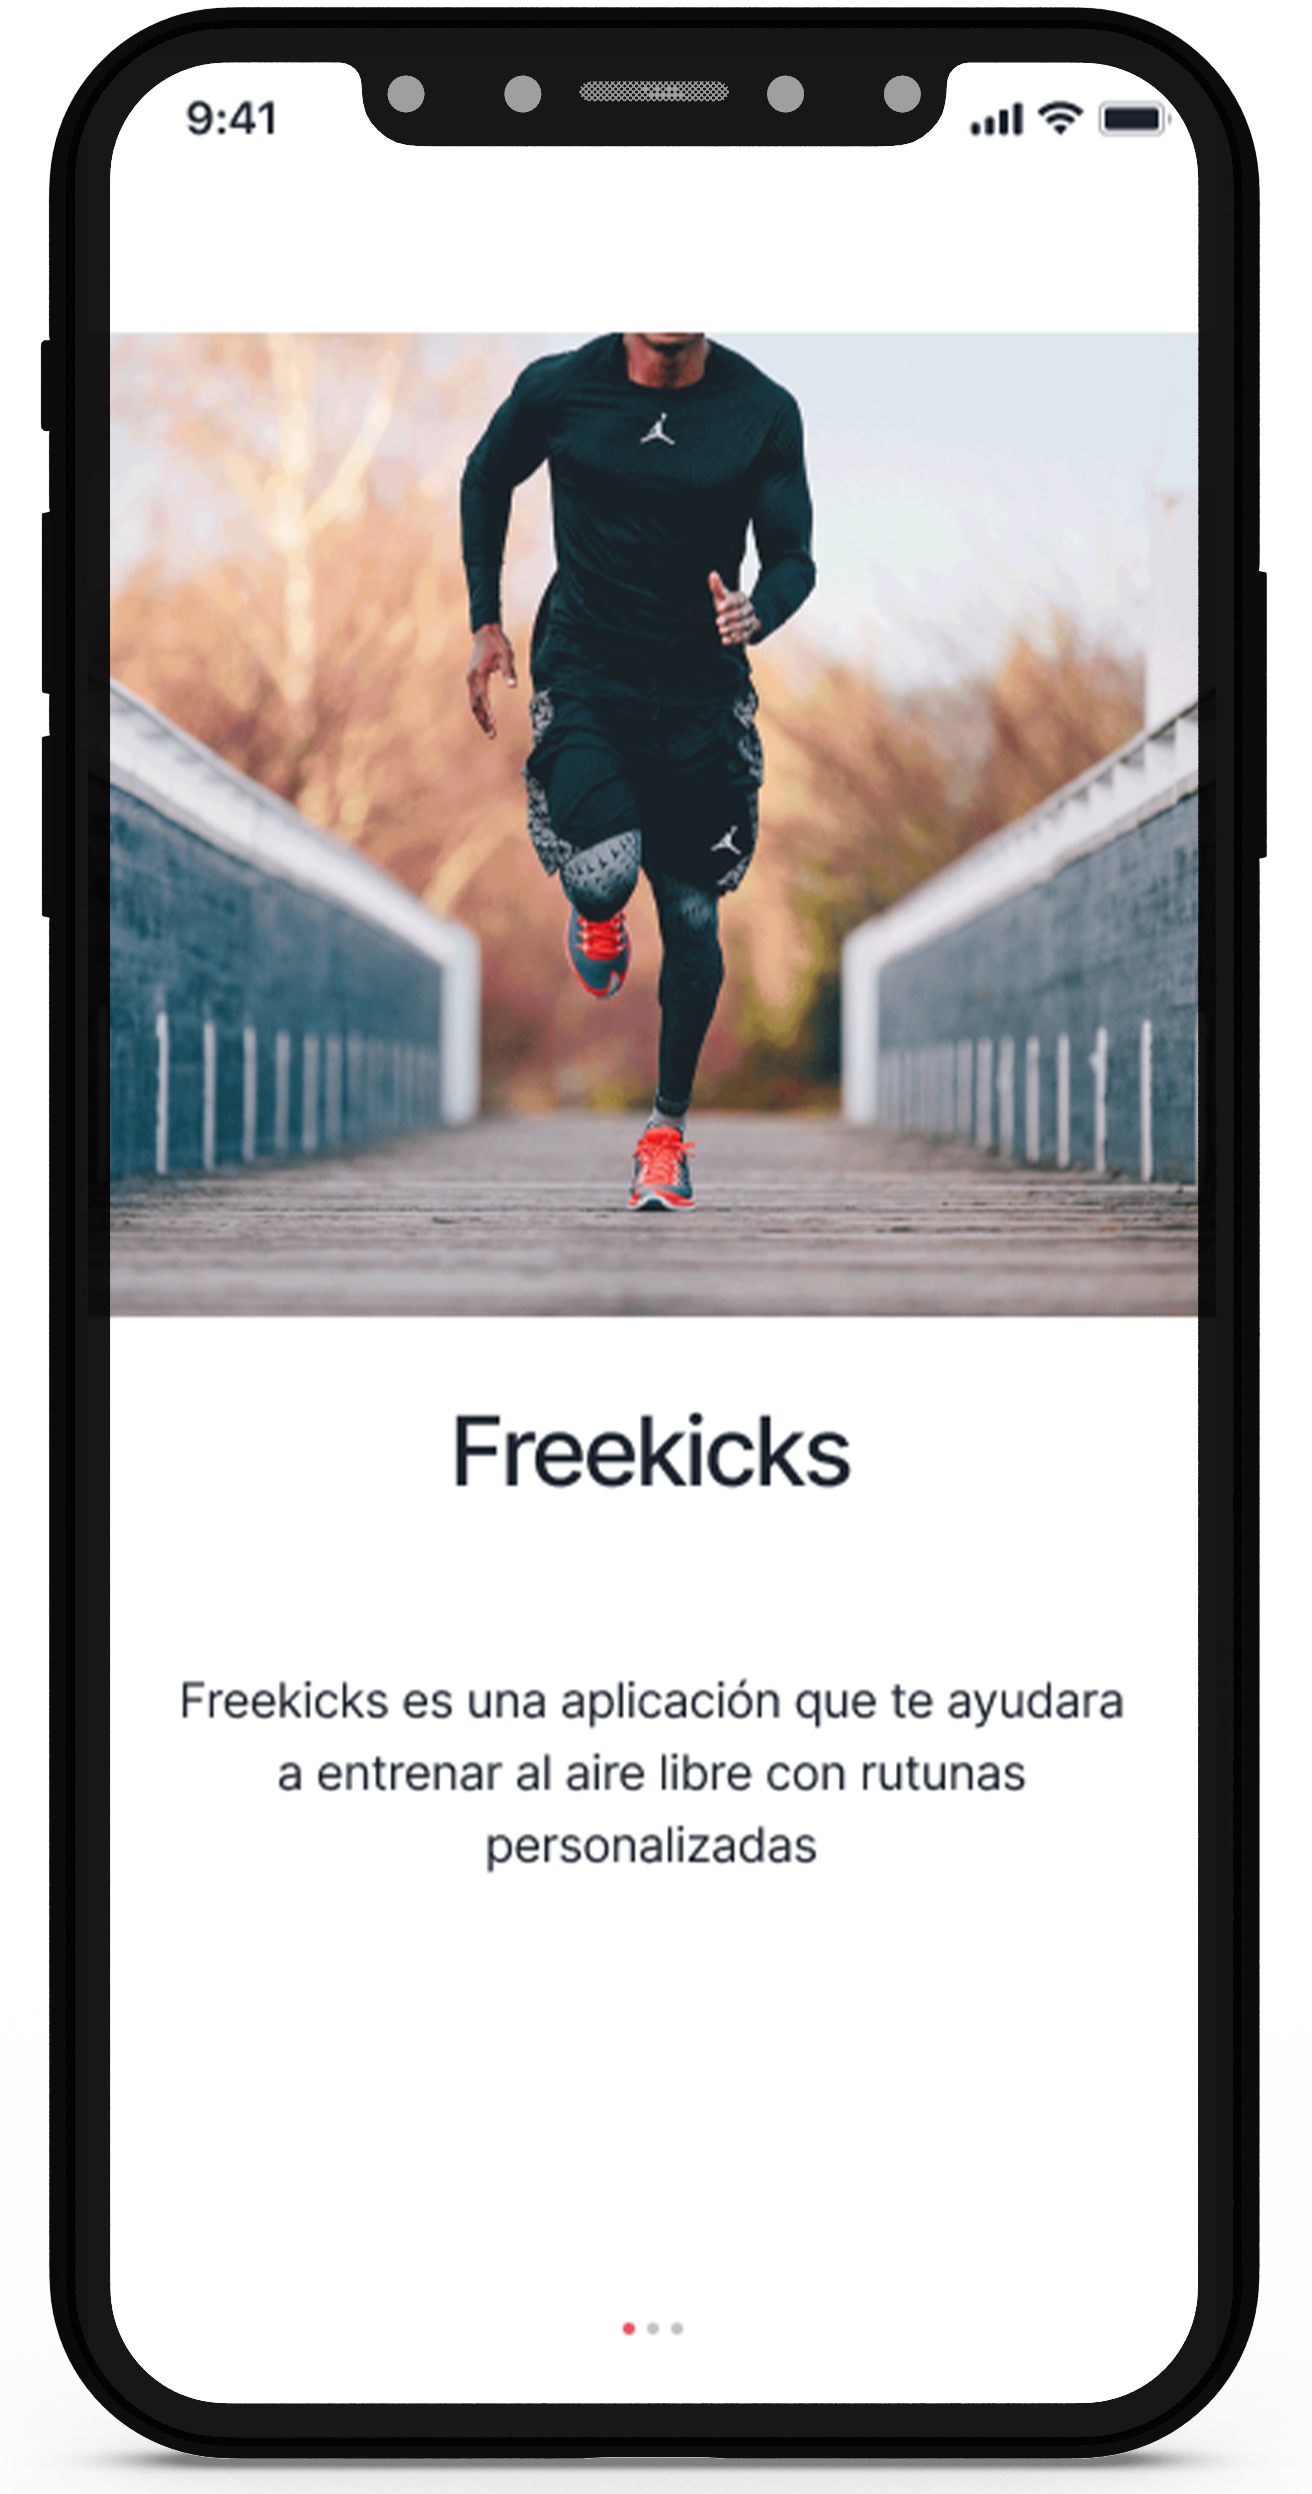 9:41
Freekicks
Freekicks es una aplicación que te ayudara
a entrenar al aire libre con rutunas
personalizadas